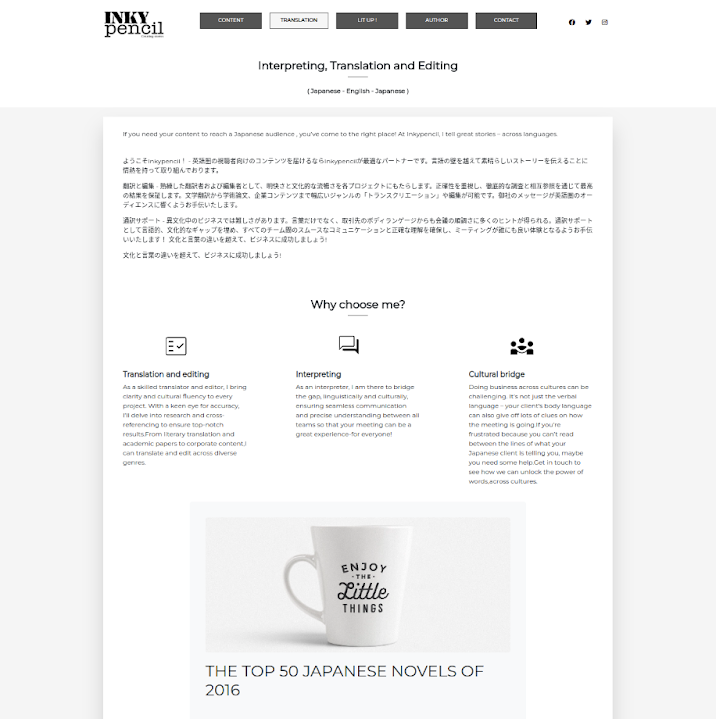 INKY
pencil
CONTENT
TRANSLATION
LIT UP !
AUTHOR
CONTACT
Interpreting, Translation and Editing
( Japanese - English - Japanese )
If you need your content to reach a Japanese audience , you've come to the right place! At Inkypencil, I tell great stories - across languages.
ようこそInkypencil！ - 英語圏の視聴者向けのコンテンツを届けるならInkypencilが最適なパートナーです。言語の壁を越えて素晴らしいストーリーを伝えることに
情熱を持って取り組んでおります。
翻訳と編集 - 熟練した翻訳者および編集者として、明快さと文化的な流暢さを各プロジェクトにもたらします。正確性を重視し、徹底的な調査と相互参照を通じて最高
の結果を保証します。文学翻訳から学術論文、企業コンテンツまで幅広いジャンルの「トランスクリエーション」や編集が可能です。御社のメッセージが英語圏のオー
ディエンスに響くようお手伝いたします。
通訳サポート - 異文化中のビジネスでは難しさがあります。言葉だけでなく、取引先のボディランゲージからも会議の順調さに多くのヒントが得られる。通訳サポート
として言語的、文化的なギャップを埋め、すべてのチーム間のスムースなコミュニケーションと正確な理解を確保し、ミーティングが誰にも良い体験となるようお手伝
いいたします！ 文化と言葉の違いを超えて、ビジネスに成功しましょう!
文化と言葉の違いを超えて、ビジネスに成功しましょう!
Why choose me?
Translation and editing
As a skilled translator and editor, I bring
clarity and cultural fluency to every
project. With a keen eye for accuracy,
I'll delve into research and cross-
referencing to ensure top-notch
results.From literary translation and
academic papers to corporate content,I
can translate and edit across diverse
genres.
Interpreting
As an interpreter, I am there to bridge
the gap, linguistically and culturally,
ensuring seamless communication
and precise understanding between all
teams so that your meeting can be a
great experience-for everyone!
Cultural bridge
Doing business across cultures can be
challenging. It's not just the verbal
language - your client's body language
can also give off lots of clues on how
the meeting is going.If you're
frustrated because you can't read
between the lines of what your
Japanese client is telling you, maybe
you need some help.Get in touch to
see how we can unlock the power of
words,across cultures.
ENJOY
THE
Little
THINGS
THE TOP 50 JAPANESE NOVELS OF
2016